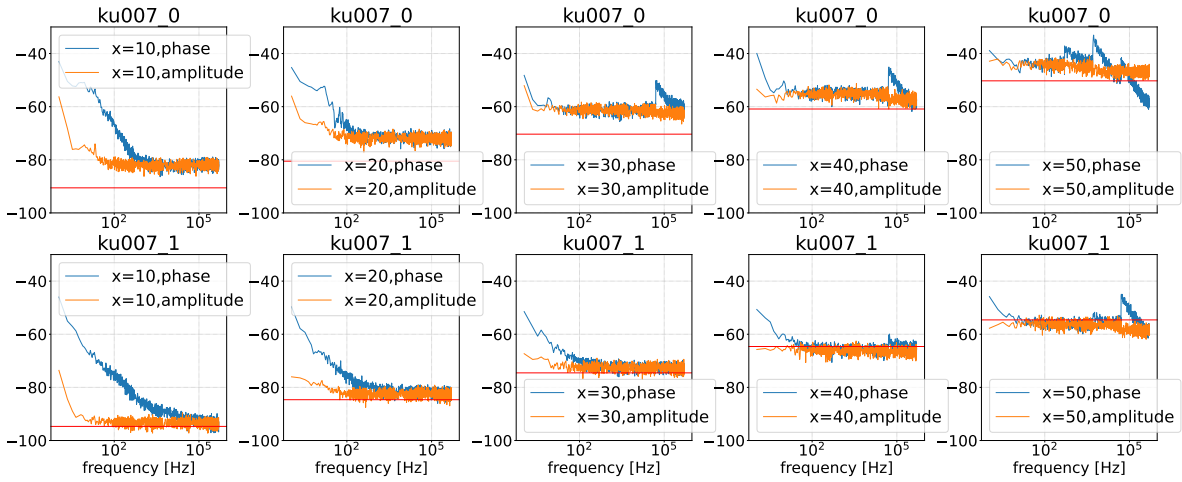 ku007_0
ku007_0
ku007_0
ku007_0
ku007_0
−40
−60
−80
−100
10²
10⁵
x=10,phase
x=10,amplitude
−40
−60
−80
−100
10²
10⁵
x=20,phase
x=20,amplitude
−40
−60
−80
−100
10²
10⁵
x=30,phase
x=30,amplitude
−40
−60
−80
−100
10²
10⁵
x=40,phase
x=40,amplitude
−40
−60
−80
−100
10²
10⁵
x=50,phase
x=50,amplitude
ku007_1
ku007_1
ku007_1
ku007_1
ku007_1
−40
−60
−80
−100
10²
10⁵
x=10,phase
x=10,amplitude
−40
−60
−80
−100
10²
10⁵
x=20,phase
x=20,amplitude
−40
−60
−80
−100
10²
10⁵
x=30,phase
x=30,amplitude
−40
−60
−80
−100
10²
10⁵
x=40,phase
x=40,amplitude
−40
−60
−80
−100
10²
10⁵
x=50,phase
x=50,amplitude
frequency [Hz]
frequency [Hz]
frequency [Hz]
frequency [Hz]
frequency [Hz]